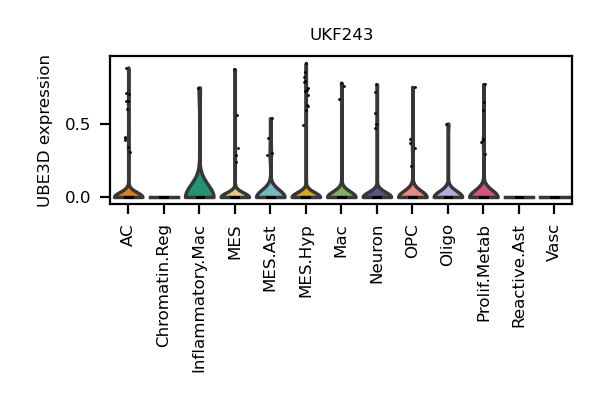 UKF243
UBE3D expression
0.5
0.0
AC
Chromatin.Reg
Inflammatory.Mac
MES
MES.Ast
MES.Hyp
Mac
Neuron
OPC
Oligo
Prolif.Metab
Reactive.Ast
Vasc